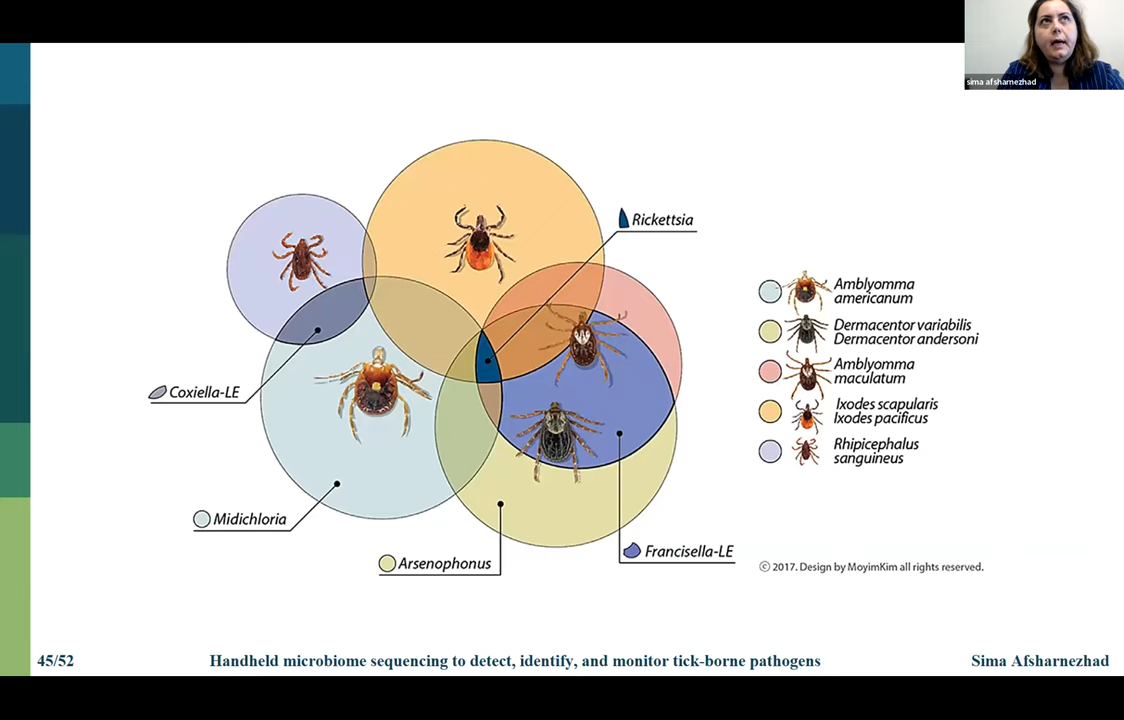 sima afsharnezhad
Rickettsia
Coxiella-LE
Midichloria
Arsenophonus
Francisella-LE
Amblyomma
americanum
Dermacentor variabilis
Dermacentor andersoni
Amblyomma
maculatum
Ixodes scapularis
Ixodes pacificus
Rhipicephalus
sanguineus
© 2017. Design by MoyimKim all rights reserved.
45/52
Handheld microbiome sequencing to detect, identify, and monitor tick-borne pathogens
Sima Afsharnezhad